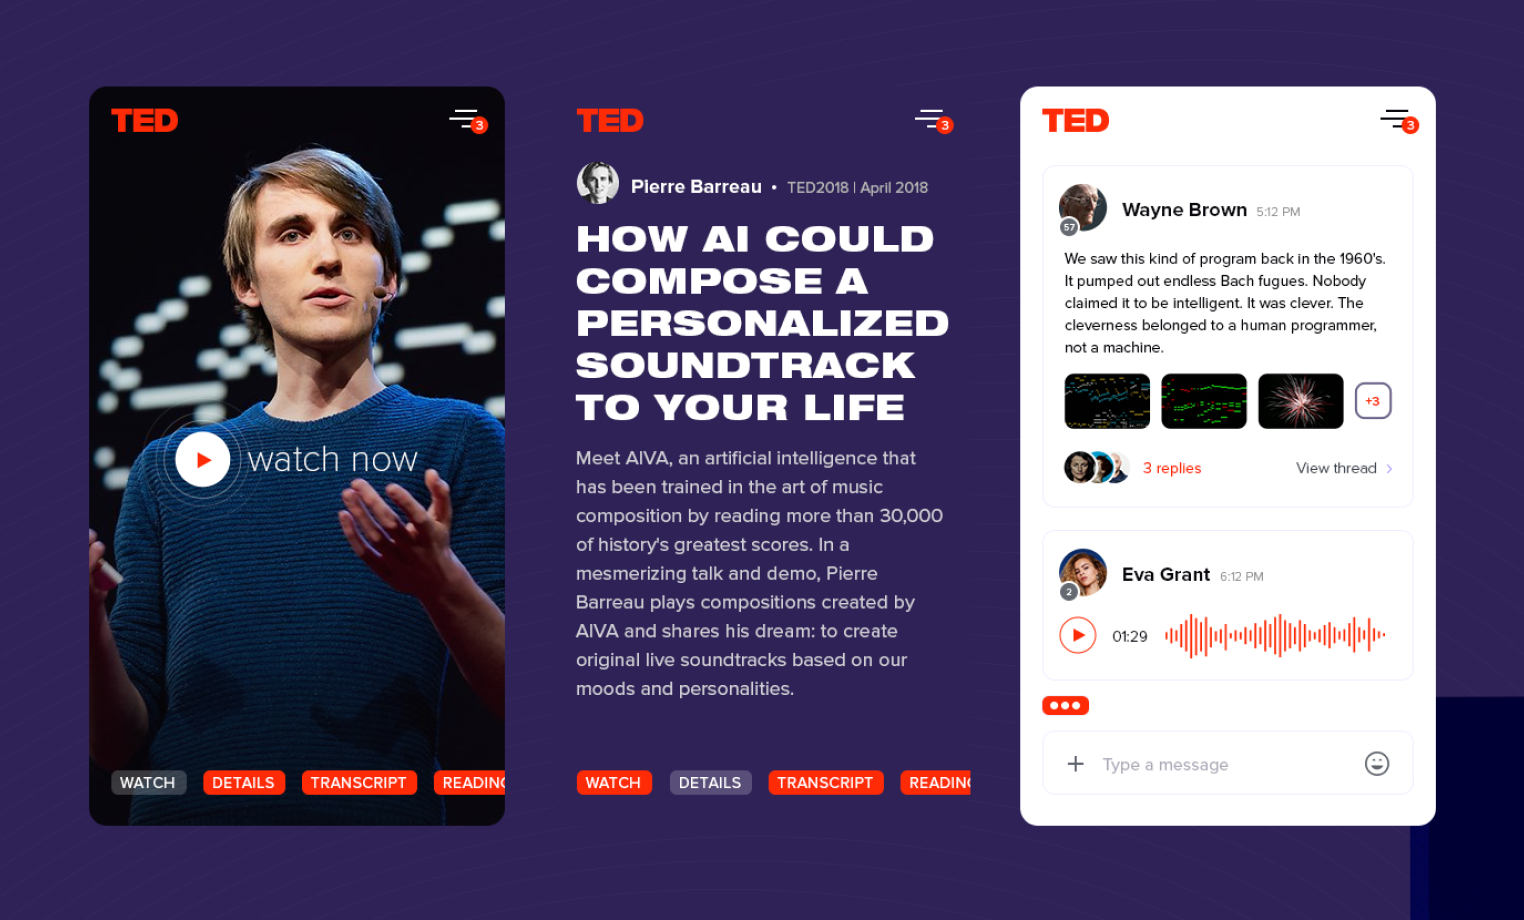 TED
3
watch now
WATCH
DETAILS
TRANSCRIPT
READING
TED
3
Pierre Barreau • TED2018 | April 2018
HOW AI COULD
COMPOSE A
PERSONALIZED
SOUNDTRACK
TO YOUR LIFE
Meet AIVA, an artificial intelligence that
has been trained in the art of music
composition by reading more than 30,000
of history's greatest scores. In a
mesmerizing talk and demo, Pierre
Barreau plays compositions created by
AIVA and shares his dream: to create
original live soundtracks based on our
moods and personalities.
WATCH
DETAILS
TRANSCRIPT
READING
TED
3
Wayne Brown 5:12 PM
57
We saw this kind of program back in the 1960's.
It pumped out endless Bach fugues. Nobody
claimed it to be intelligent. It was clever. The
cleverness belonged to a human programmer,
not a machine.
+3
3 replies
View thread
Eva Grant 6:12 PM
2
01:29
Type a message